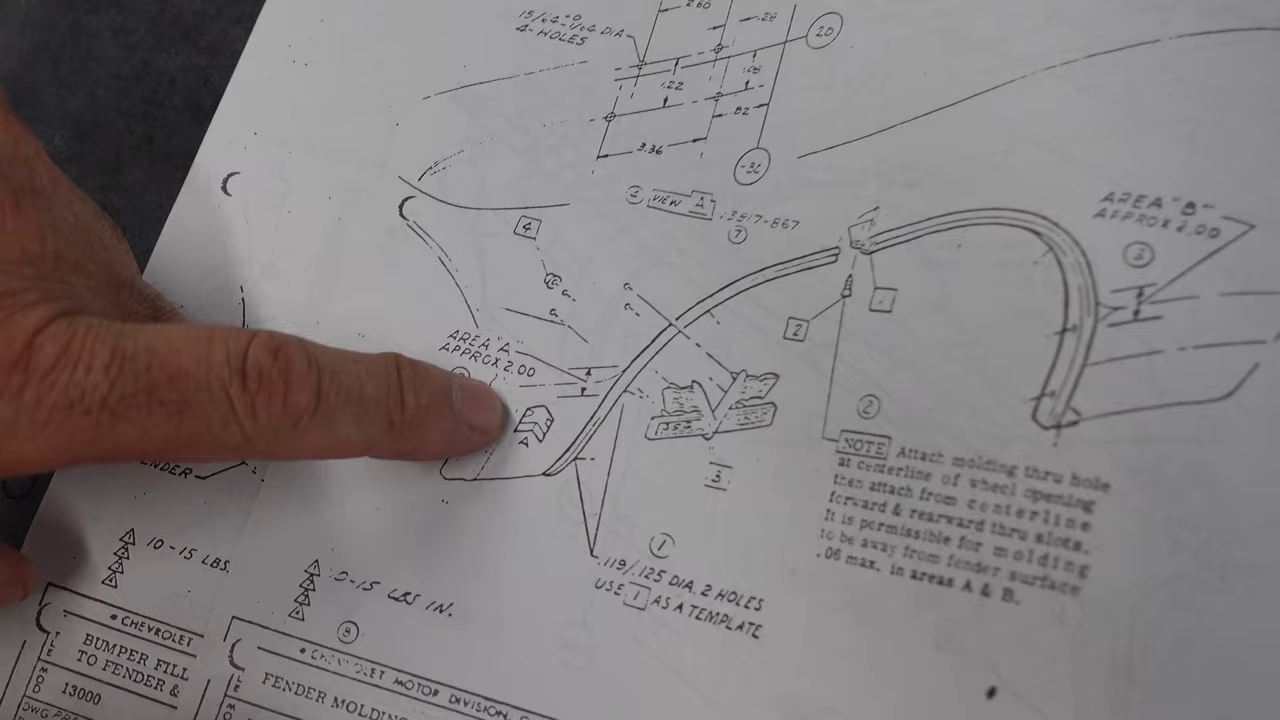 2.60
.28
15/64 +0 -1/64 DIA
4-HOLES
20
.22
.82
3.36
-30
2 VIEW A 3917-867
7
4
AREA "B"
APPROX 2.00
3
AREA "A"
APPROX 2.00
2
1
2
3
NOTE Attach molding thru hole
at centerline of wheel opening
then attach from centerline
forward & rearward thru slots.
It is permissible for molding
to be away from fender surface
.06 max. in areas A & B.
1
.119/.125 DIA. 2 HOLES
USE 1 AS A TEMPLATE
10-15 LBS.
10-15 LBS IN.
8
CHEVROLET
BUMPER FILL
TO FENDER &
13000
CHEVROLET MOTOR DIVISION,
FENDER MOLDING